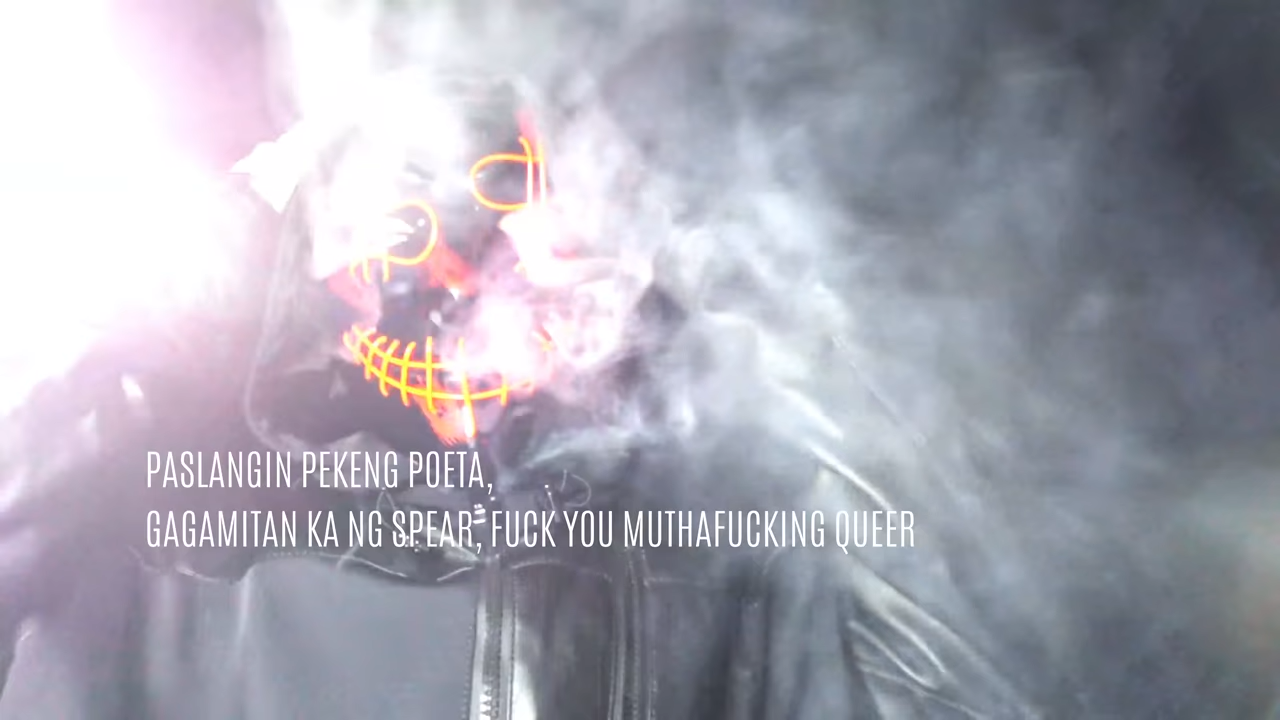 PASLANGIN PEKENG POETA,
GAGAMITAN KA NG SPEAR, FUCK YOU MUTHAFUCKING QUEER